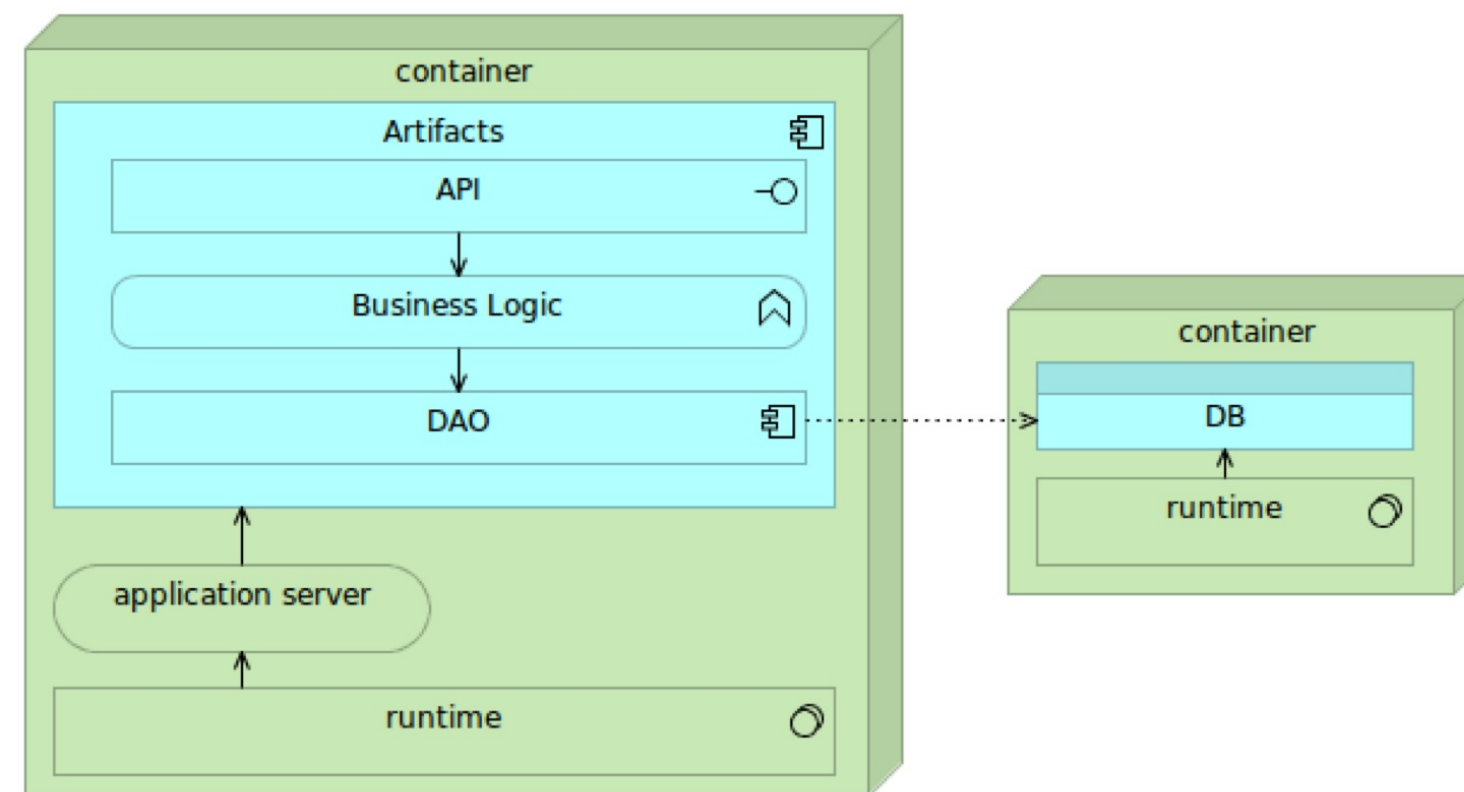 container
Artifacts
API
Business Logic
DAO
application server
runtime
container
DB
runtime